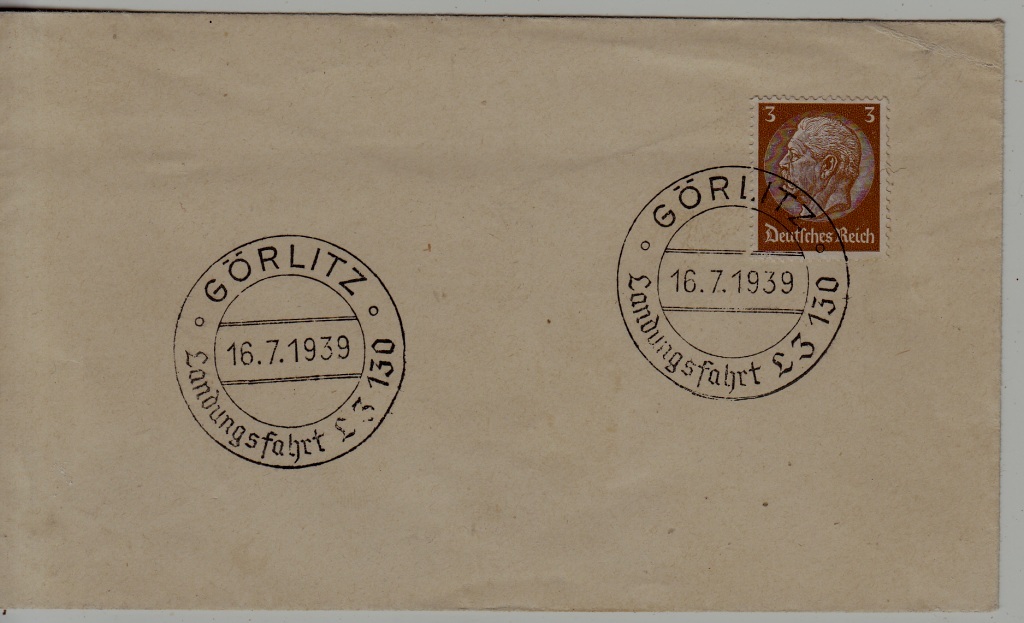 3 3
Deutsches Reich
GÖRLITZ
16.7.1939
Landungsfahrt LZ 130
GÖRLITZ
16.7.1939
Landungsfahrt LZ 130